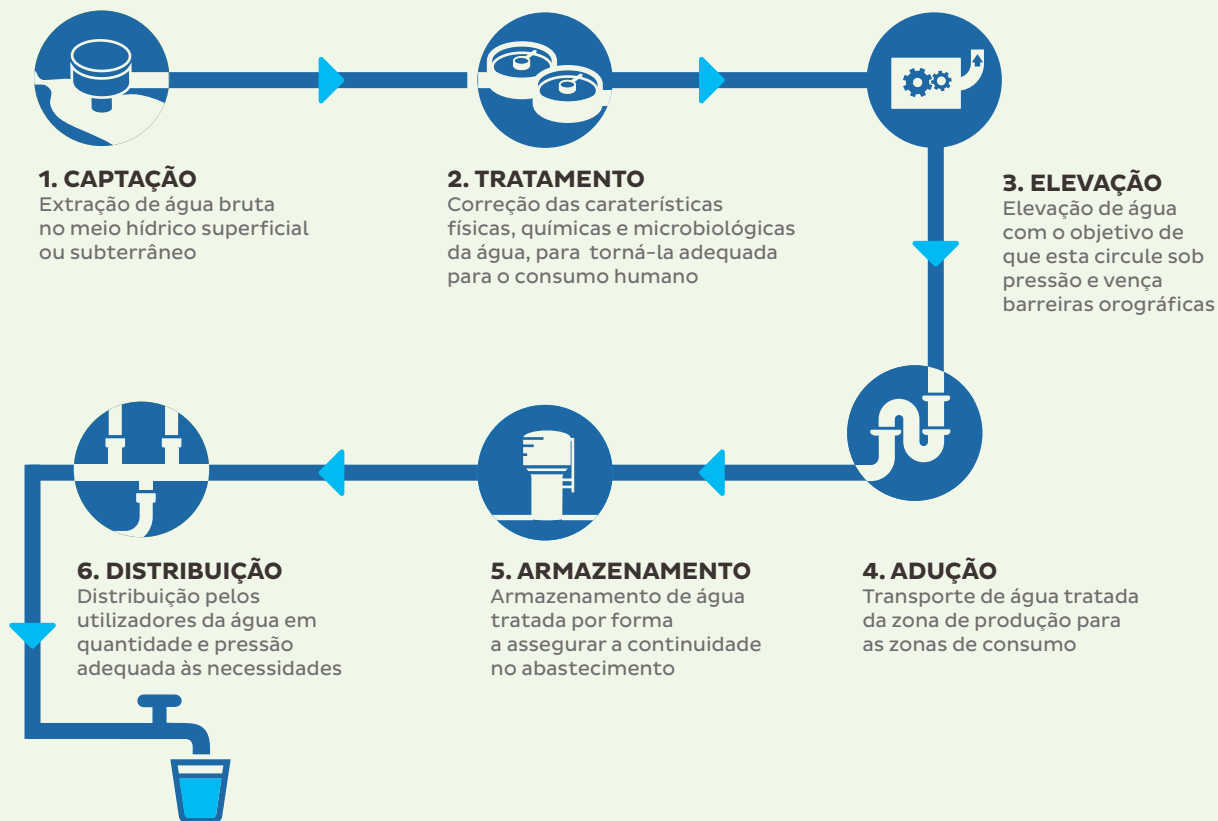 1. CAPTAÇÃO
Extração de água bruta
no meio hídrico superficial
ou subterrâneo
2. TRATAMENTO
Correção das caraterísticas
físicas, químicas e microbiológicas
da água, para torná-la adequada
para o consumo humano
3. ELEVAÇÃO
Elevação de água
com o objetivo de
que esta circule sob
pressão e vença
barreiras orográficas
4. ADUÇÃO
Transporte de água tratada
da zona de produção para
as zonas de consumo
5. ARMAZENAMENTO
Armazenamento de água
tratada por forma
a assegurar a continuidade
no abastecimento
6. DISTRIBUIÇÃO
Distribuição pelos
utilizadores da água em
quantidade e pressão
adequada às necessidades